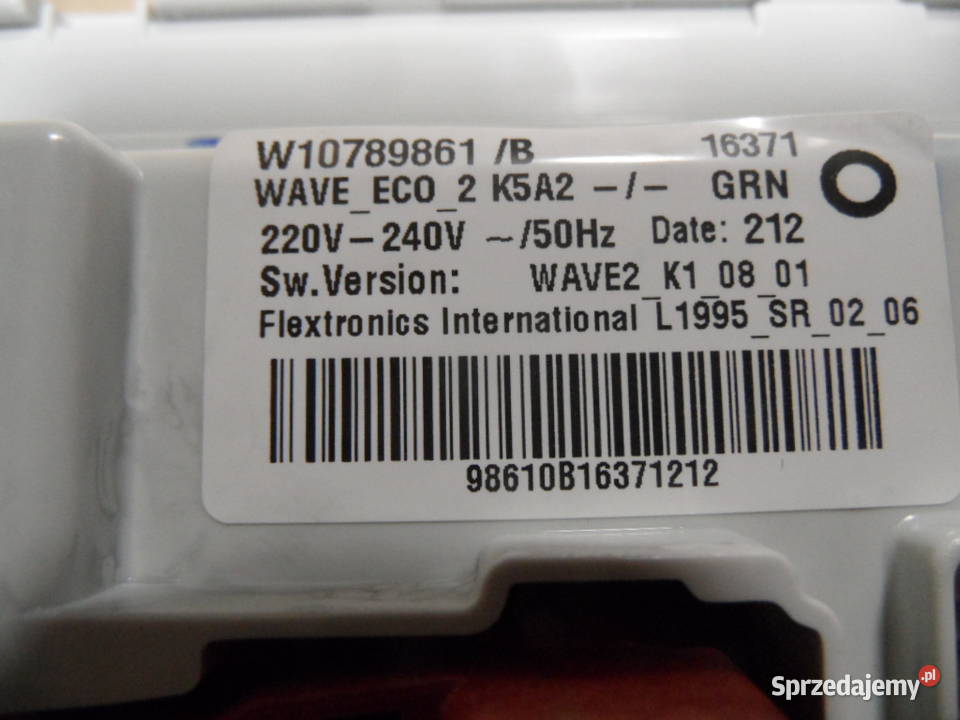 W10789861 /B 16371
WAVE_ECO_2 K5A2 -/- GRN
220V-240V ~/50Hz Date: 212
Sw.Version: WAVE2_K1_08_01
Flextronics International L1995_SR_02_06
98610B16371212
Sprzedajemy.pl